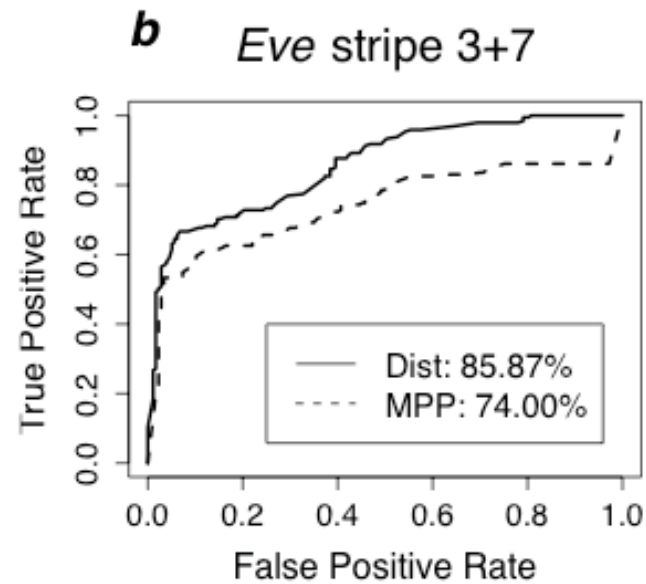 b
Eve stripe 3+7
True Positive Rate
1.0
0.8
0.6
0.4
0.2
0.0
Dist: 85.87%
MPP: 74.00%
0.0 0.2 0.4 0.6 0.8 1.0
False Positive Rate